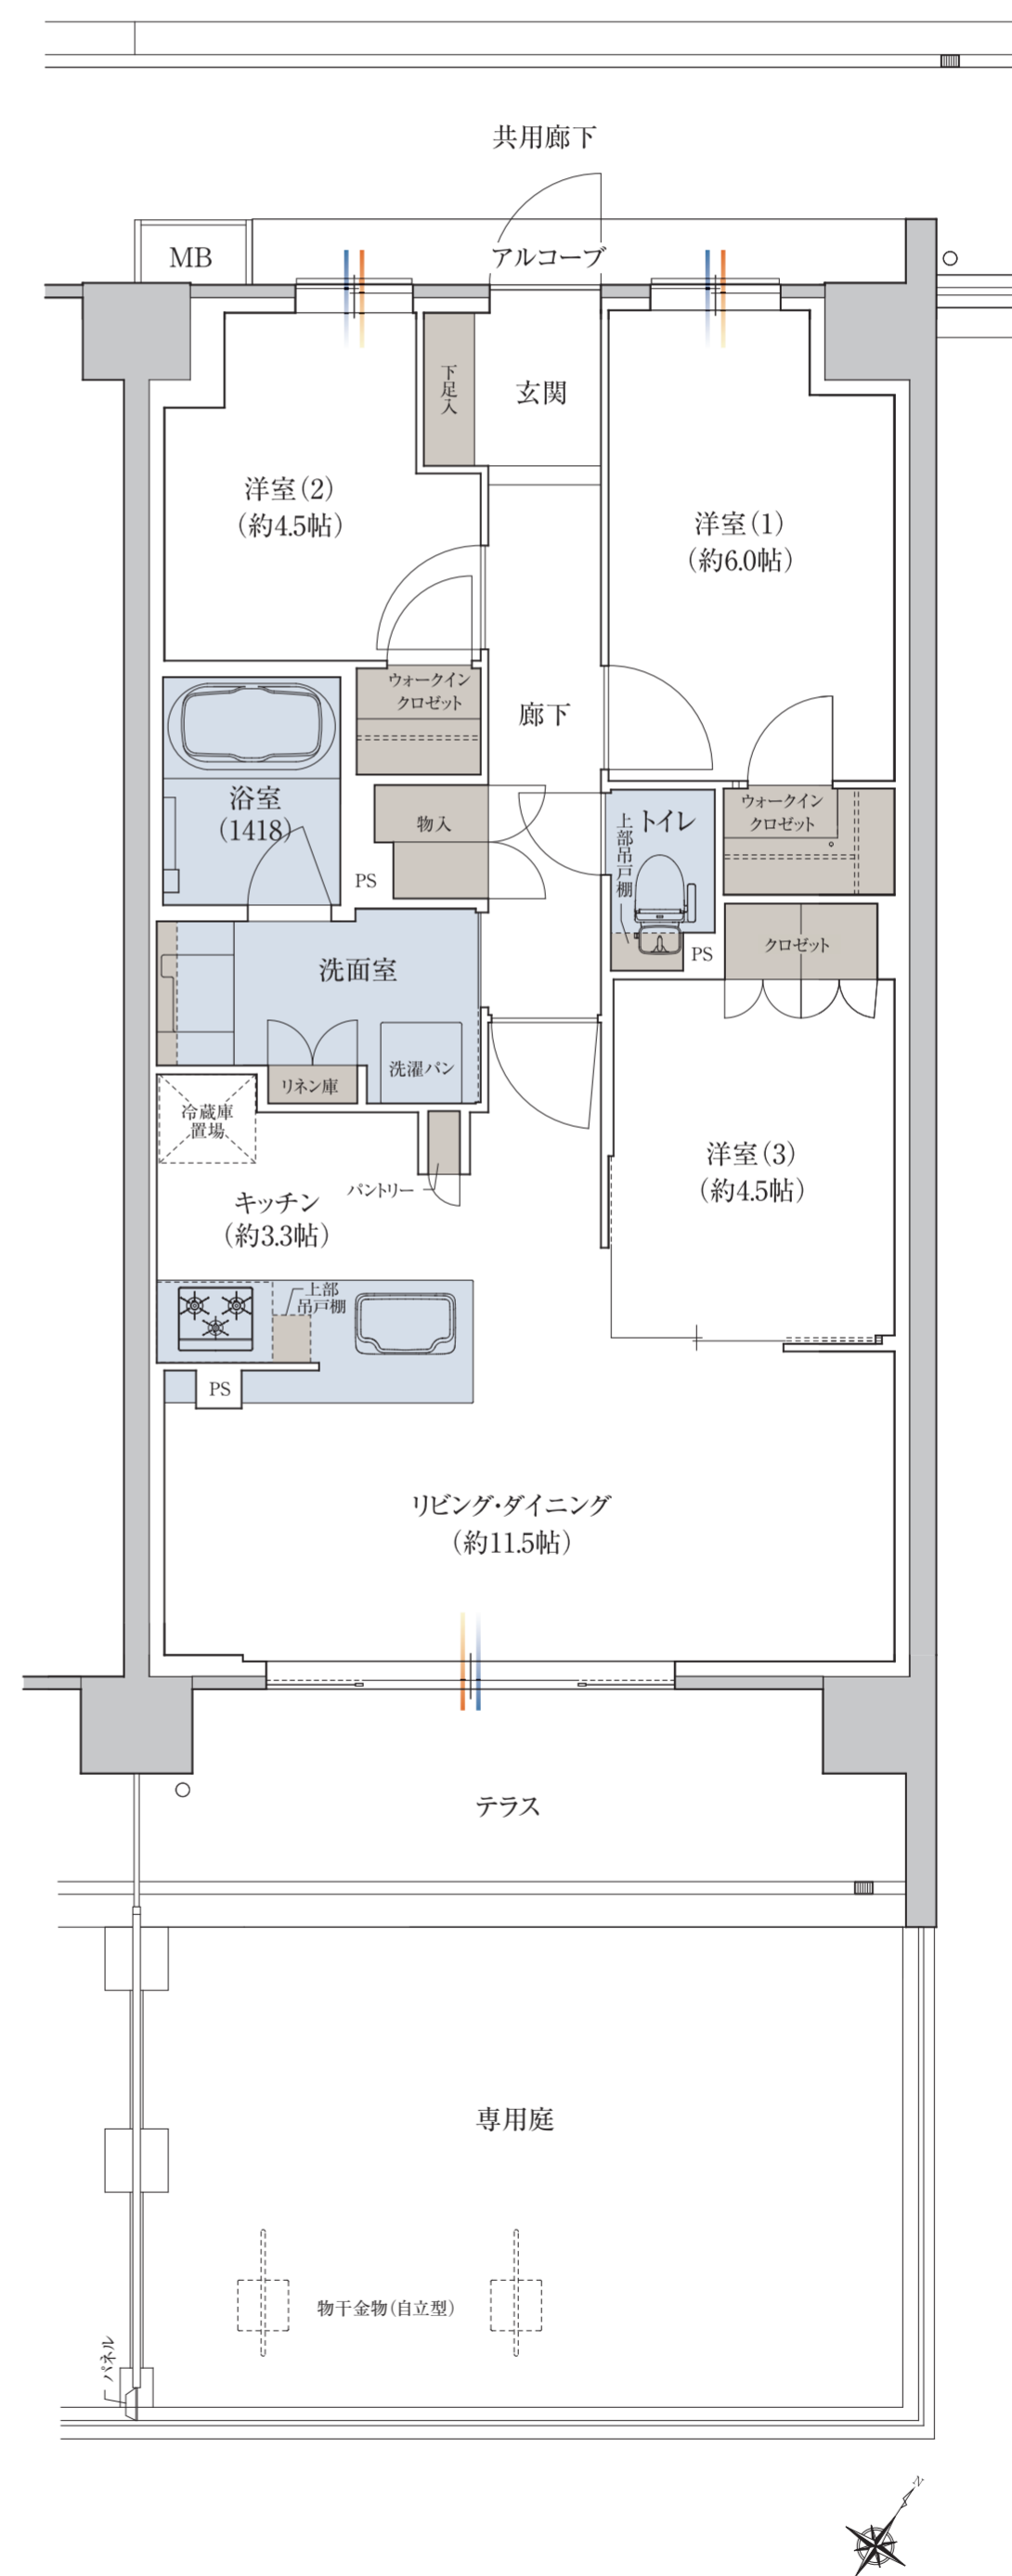 共用廊下
アルコーブ
MB
下足入
玄関
洋室(2)
(約4.5帖)
洋室(1)
(約6.0帖)
ウォークイン
クロゼット
廊下
浴室
(1418)
物入
PS
上部吊戸棚
トイレ
ウォークイン
クロゼット
PS
クロゼット
洗面室
洗濯パン
リネン庫
冷蔵庫
置場
パントリー
キッチン
(約3.3帖)
洋室(3)
(約4.5帖)
上部
吊戸棚
PS
リビング・ダイニング
(約11.5帖)
テラス
専用庭
物干金物(自立型)
パネル
N